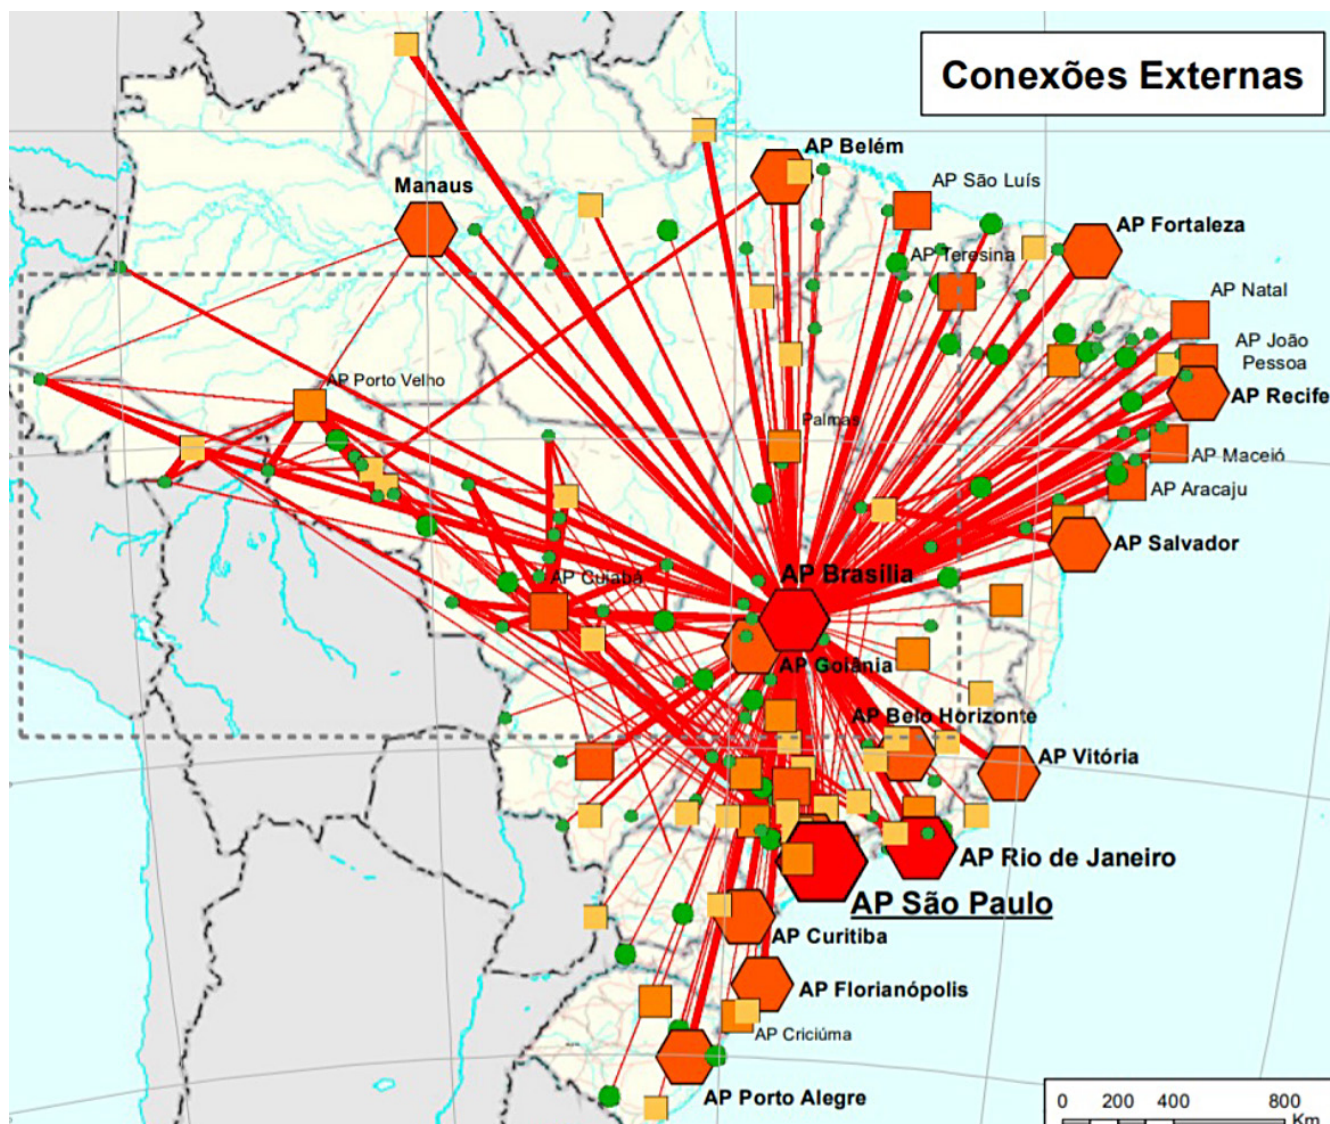 Conexões Externas
AP Belém
Manaus
AP São Luís
AP Fortaleza
AP Teresina
AP Natal
AP João
Pessoa
AP Porto Velho
AP Recife
Palmas
AP Maceió
AP Aracaju
AP Salvador
AP Brasília
AP Cuiabá
AP Goiânia
AP Belo Horizonte
AP Vitória
AP Rio de Janeiro
AP São Paulo
AP Curitiba
AP Florianópolis
AP Criciúma
AP Porto Alegre
0 200 400 800
Km